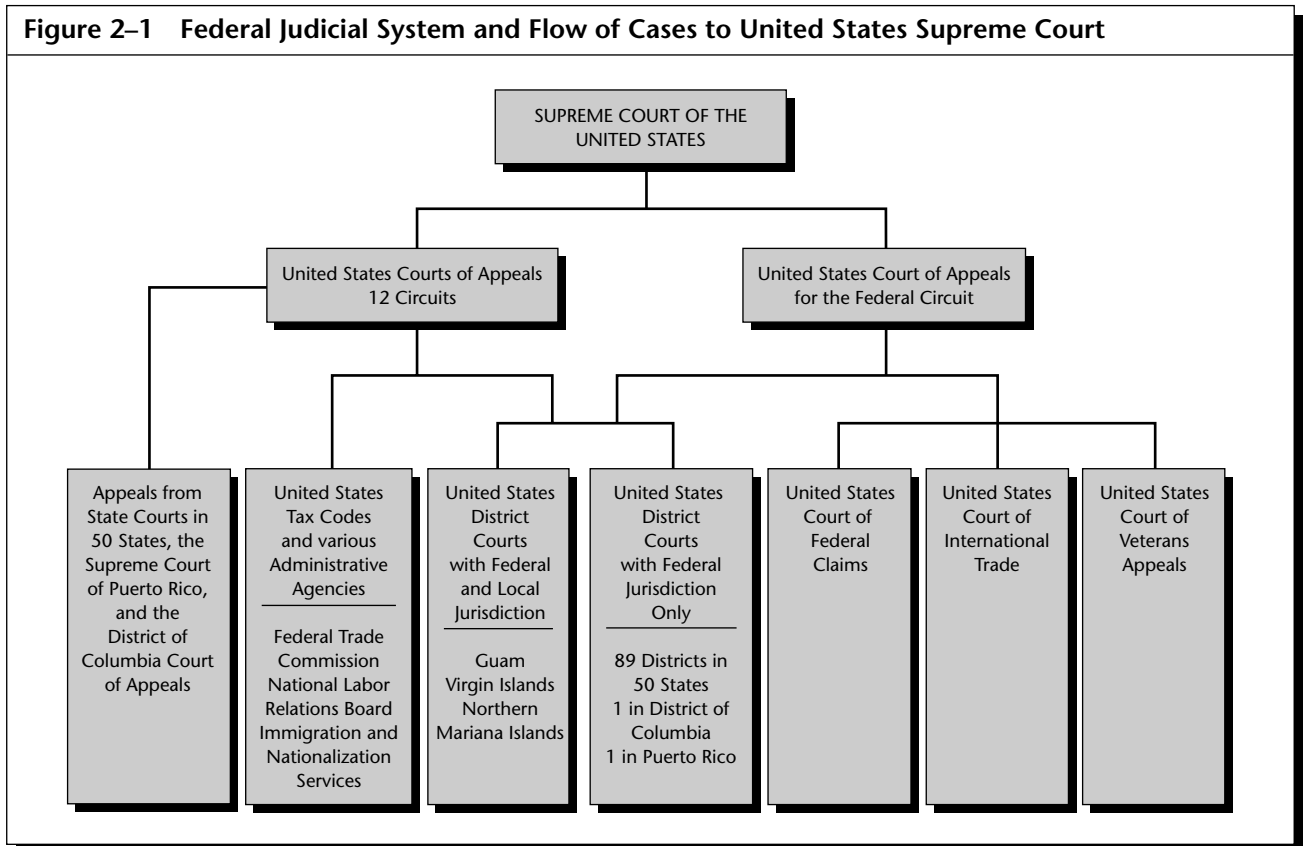 Figure 2–1 Federal Judicial System and Flow of Cases to United States Supreme Court
SUPREME COURT OF THE
UNITED STATES
United States Courts of Appeals
12 Circuits
United States Court of Appeals
for the Federal Circuit
Appeals from
State Courts in
50 States, the
Supreme Court
of Puerto Rico,
and the
District of
Columbia Court
of Appeals
United States
Tax Codes
and various
Administrative
Agencies
Federal Trade
Commission
National Labor
Relations Board
Immigration and
Nationalization
Services
United States
District
Courts
with Federal
and Local
Jurisdiction
Guam
Virgin Islands
Northern
Mariana Islands
United States
District
Courts
with Federal
Jurisdiction
Only
89 Districts in
50 States
1 in District of
Columbia
1 in Puerto Rico
United States
Court of
Federal
Claims
United States
Court of
International
Trade
United States
Court of
Veterans
Appeals